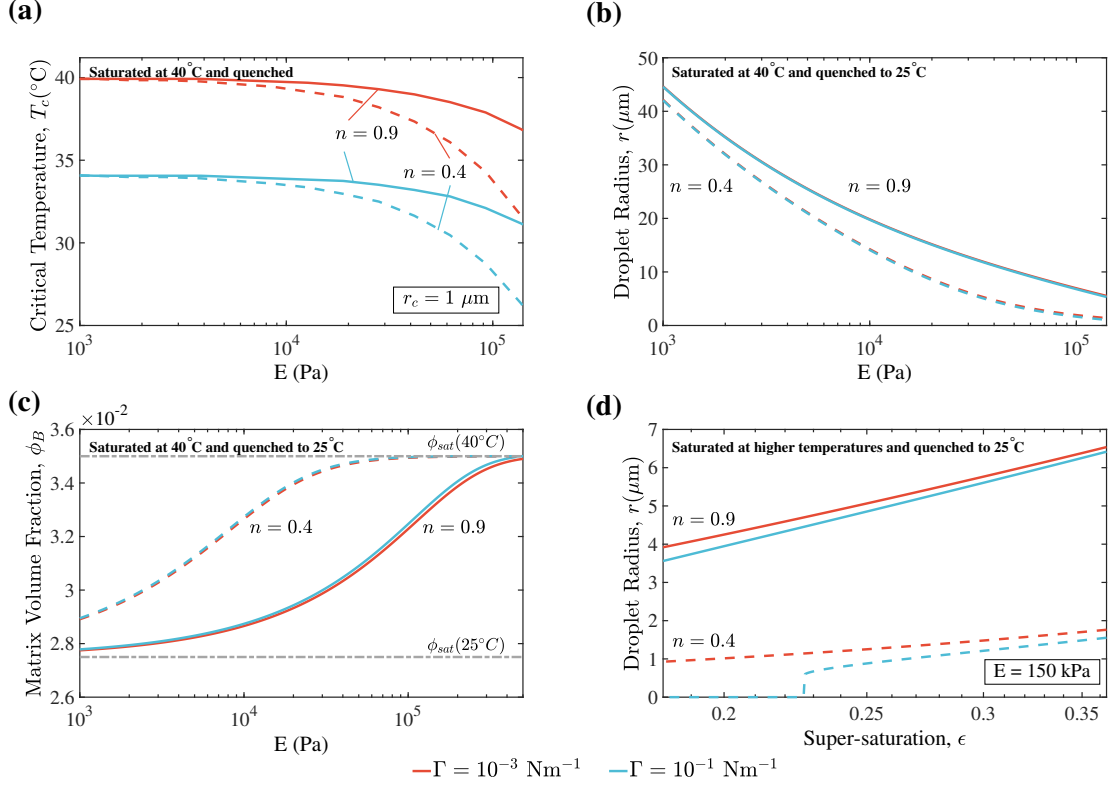 (a)
Saturated at 40°C and quenched
Critical Temperature, T_c(°C)
40
35
30
25
n = 0.9
n = 0.4
r_c = 1 μm
10^3
10^4
10^5
E (Pa)
(b)
Saturated at 40°C and quenched to 25°C
Droplet Radius, r(μm)
50
40
30
20
10
0
n = 0.4
n = 0.9
10^3
10^4
10^5
E (Pa)
(c)
×10^-2
Saturated at 40°C and quenched to 25°C
ϕ_sat(40°C)
Matrix Volume Fraction, ϕ_B
3.6
3.4
3.2
3
2.8
2.6
n = 0.4
n = 0.9
ϕ_sat(25°C)
10^3
10^4
10^5
E (Pa)
(d)
Saturated at higher temperatures and quenched to 25°C
Droplet Radius, r(μm)
7
6
5
4
3
2
1
0
n = 0.9
n = 0.4
E = 150 kPa
0.2
0.25
0.3
0.35
Super-saturation, ϵ
Γ = 10^-3 Nm^-1
Γ = 10^-1 Nm^-1